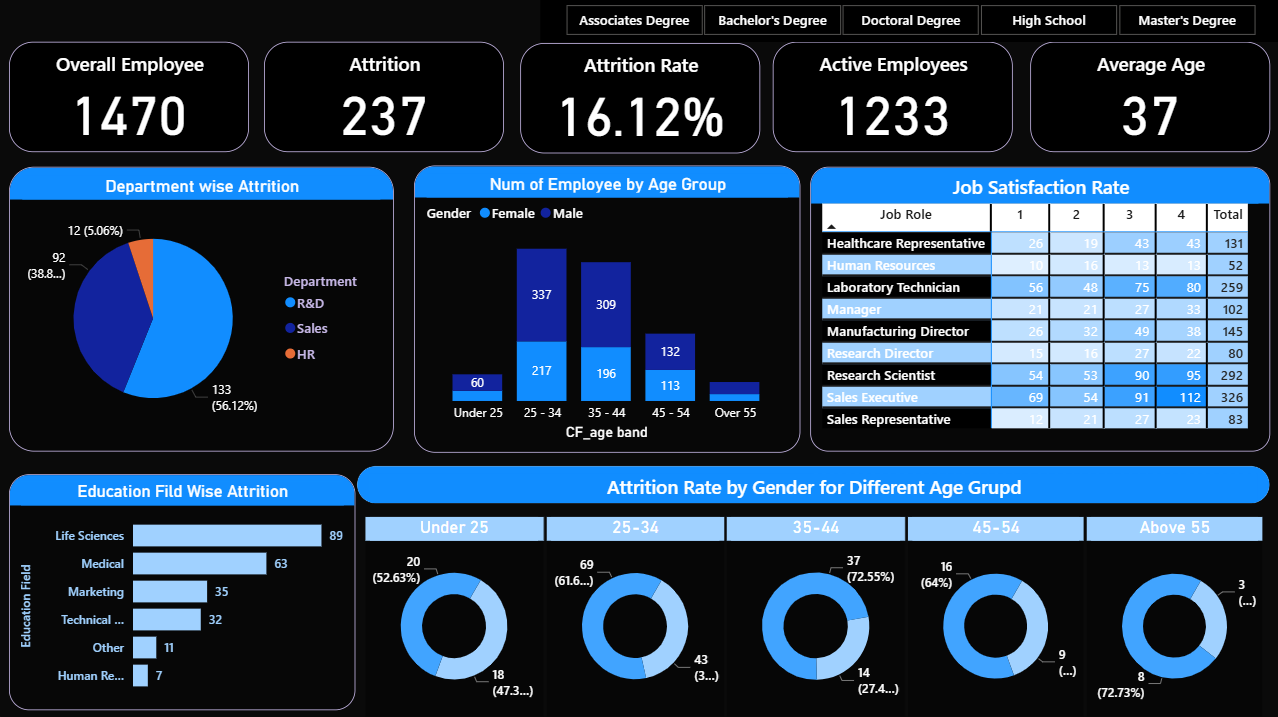 Associates Degree Bachelor's Degree Doctoral Degree High School Master's Degree
Overall Employee
1470
Attrition
237
Attrition Rate
16.12%
Active Employees
1233
Average Age
37
Department wise Attrition
12 (5.06%)
92
(38.8...)
133
(56.12%)
Department
R&D
Sales
HR
Num of Employee by Age Group
Gender Female Male
60
337
217
309
196
132
113
Under 25 25 - 34 35 - 44 45 - 54 Over 55
CF_age band
Job Satisfaction Rate
Job Role 1 2 3 4 Total
Healthcare Representative 26 19 43 43 131
Human Resources 10 16 13 13 52
Laboratory Technician 56 48 75 80 259
Manager 21 21 27 33 102
Manufacturing Director 26 32 49 38 145
Research Director 15 16 27 22 80
Research Scientist 54 53 90 95 292
Sales Executive 69 54 91 112 326
Sales Representative 12 21 27 23 83
Education Fild Wise Attrition
Education Field
Life Sciences 89
Medical 63
Marketing 35
Technical ... 32
Other 11
Human Re... 7
Attrition Rate by Gender for Different Age Grupd
Under 25 25-34 35-44 45-54 Above 55
20
(52.63%)
18
(47.3...)
69
(61.6...)
43
(3...)
37
(72.55%)
14
(27.4...)
16
(64%)
9
(...)
3
(...)
8
(72.73%)